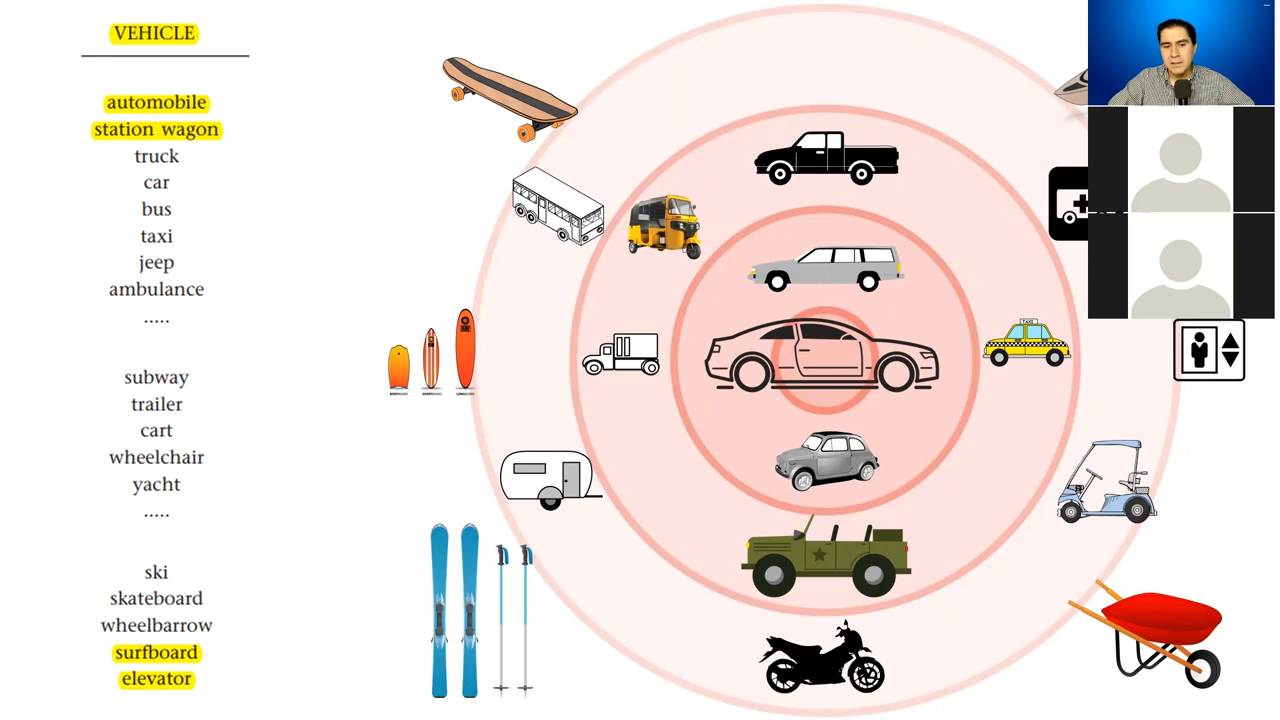 VEHICLE
automobile
station wagon
truck
car
bus
taxi
jeep
ambulance
.....
subway
trailer
cart
wheelchair
yacht
.....
ski
skateboard
wheelbarrow
surfboard
elevator
TAXI